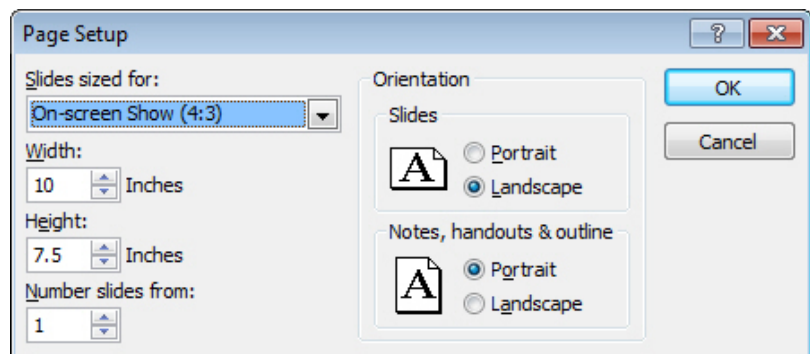 Page Setup
Slides sized for:
On-screen Show (4:3)
Width:
10 Inches
Height:
7.5 Inches
Number slides from:
1
Orientation
Slides
A
Portrait
Landscape
Notes, handouts & outline
A
Portrait
Landscape
OK
Cancel